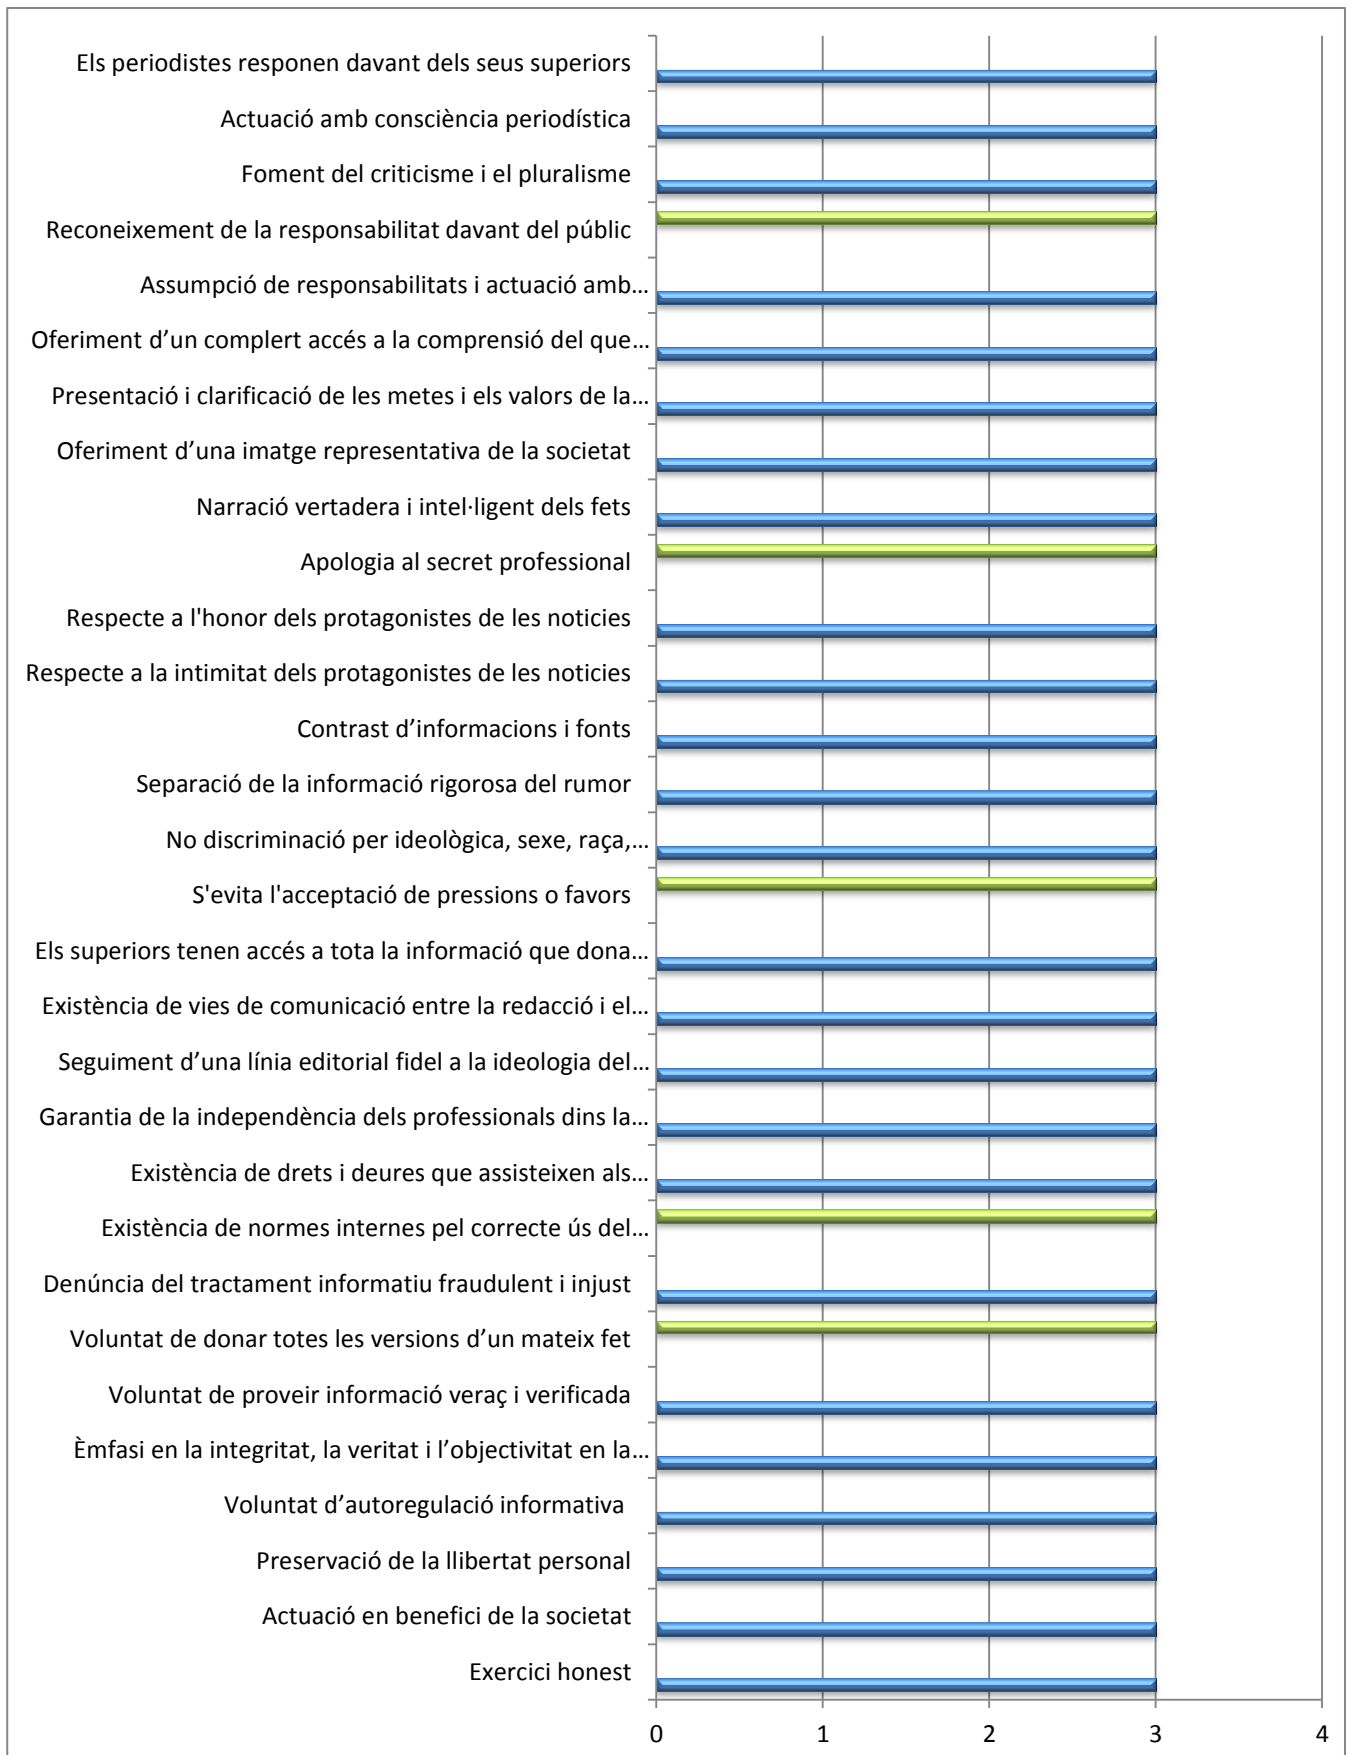 Els periodistes responen davant dels seus superiors
Actuació amb consciència periodística
Foment del criticisme i el pluralisme
Reconeixement de la responsabilitat davant del públic
Assumpció de responsabilitats i actuació amb…
Oferiment d’un complert accés a la comprensió del que…
Presentació i clarificació de les metes i els valors de la…
Oferiment d’una imatge representativa de la societat
Narració vertadera i intel·ligent dels fets
Apologia al secret professional
Respecte a l'honor dels protagonistes de les noticies
Respecte a la intimitat dels protagonistes de les noticies
Contrast d’informacions i fonts
Separació de la informació rigorosa del rumor
No discriminació per ideològica, sexe, raça,…
S'evita l'acceptació de pressions o favors
Els superiors tenen accés a tota la informació que dona…
Existència de vies de comunicació entre la redacció i el…
Seguiment d’una línia editorial fidel a la ideologia del…
Garantia de la independència dels professionals dins la…
Existència de drets i deures que assisteixen als…
Existència de normes internes pel correcte ús del…
Denúncia del tractament informatiu fraudulent i injust
Voluntat de donar totes les versions d’un mateix fet
Voluntat de proveir informació veraç i verificada
Èmfasi en la integritat, la veritat i l’objectivitat en la…
Voluntat d’autoregulació informativa
Preservació de la llibertat personal
Actuació en benefici de la societat
Exercici honest
0 1 2 3 4